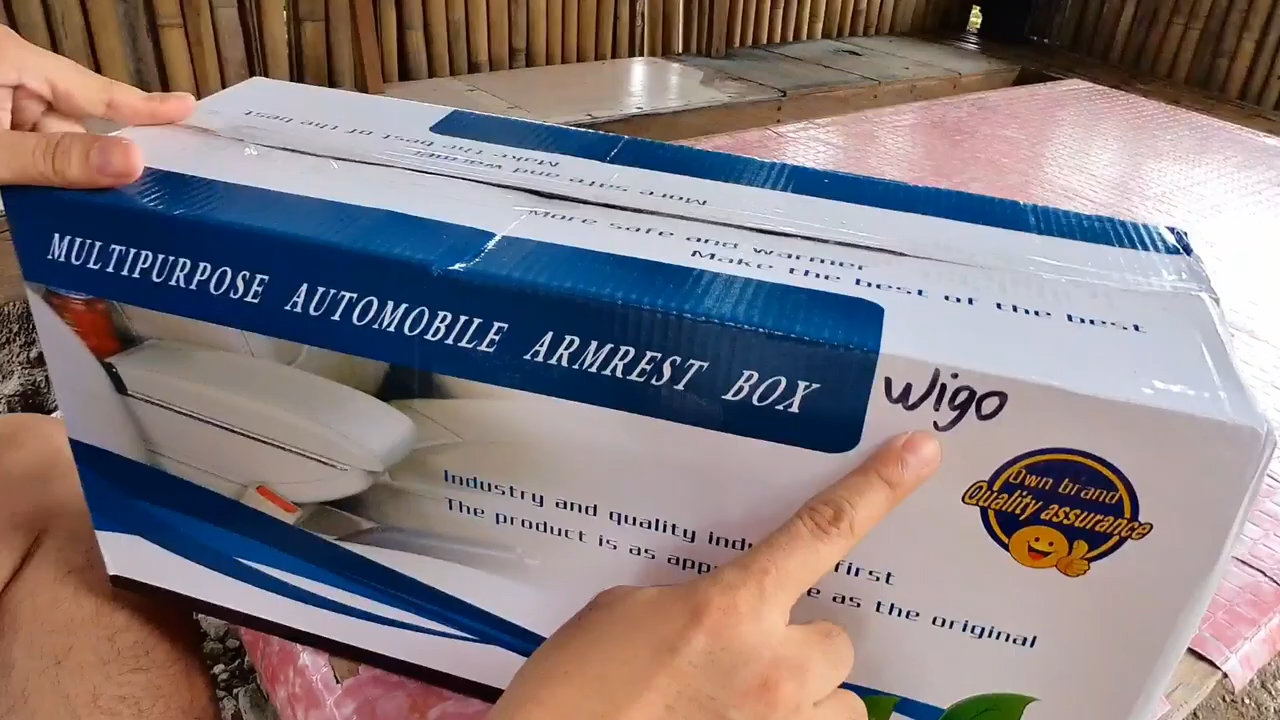 Make the best of the best
More safe and warmer
More safe and warmer
Make the best of the best
MULTIPURPOSE AUTOMOBILE ARMREST BOX
Wigo
Own brand
Quality assurance
Industry and quality first
The product is as as the original